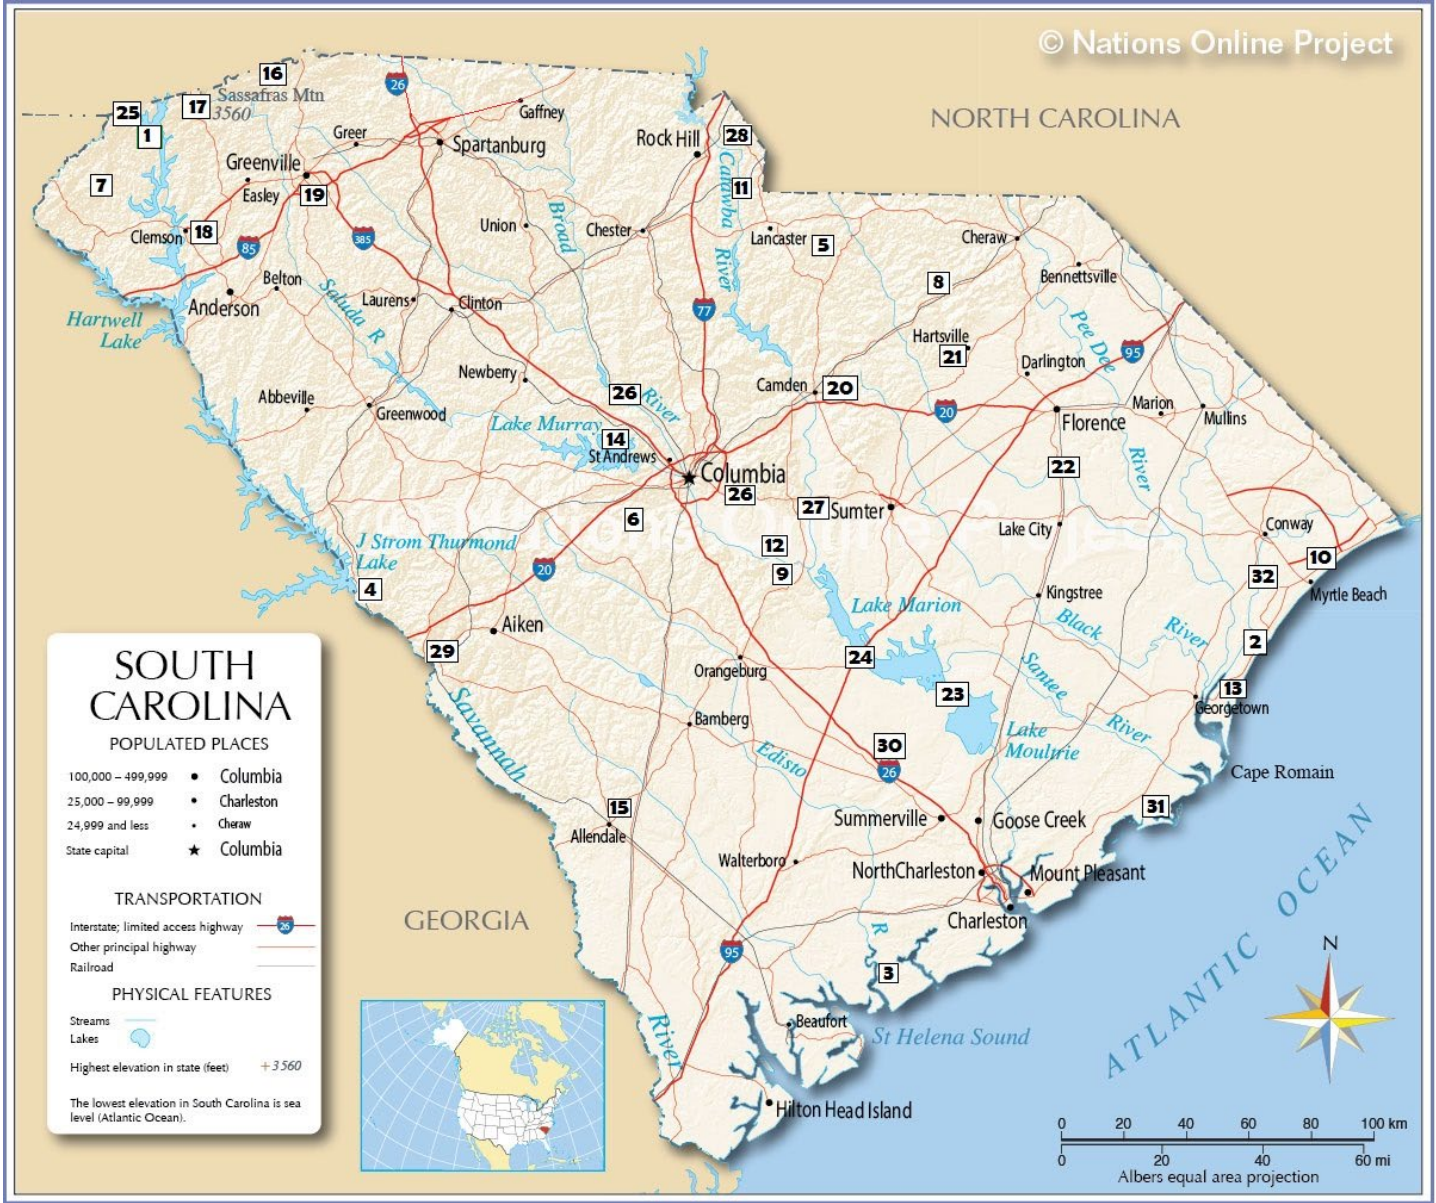 © Nations Online Project
16
26
17
Sassafras Mtn
3560
25
1
Gaffney
NORTH CAROLINA
Greer
Spartanburg
Rock Hill
28
Greenville
7
Easley
19
Catawba
River
11
Union
Broad
River
Chester
Clemson
18
85
385
Lancaster
5
Cheraw
Bennettsville
Belton
Anderson
Saluda R
Laurens
Clinton
77
8
Hartwell
Lake
Hartsville
21
Pee Dee
River
95
Darlington
Newberry
26
Camden
20
Abbeville
Greenwood
20
Marion
Mullins
Florence
Lake Murray
14
St Andrews
Columbia
22
26
6
27
Sumter
Lake City
Conway
J Strom Thurmond
Lake
12
9
20
10
32
4
Myrtle Beach
Lake Marion
Kingstree
Black
River
Aiken
29
24
2
Orangeburg
Santee
River
23
13
Georgetown
Savannah
River
Bamberg
Lake
Moultrie
Edisto
R
30
26
Cape Romain
15
Allendale
31
Summerville
Goose Creek
Walterboro
NorthCharleston
Mount Pleasant
Charleston
GEORGIA
95
3
ATLANTIC OCEAN
Beaufort
St Helena Sound
Hilton Head Island
SOUTH
CAROLINA
POPULATED PLACES
100,000 – 499,999 Columbia
25,000 – 99,999 Charleston
24,999 and less Cheraw
State capital Columbia
TRANSPORTATION
Interstate; limited access highway 26
Other principal highway
Railroad
PHYSICAL FEATURES
Streams
Lakes
Highest elevation in state (feet) +3560
The lowest elevation in South Carolina is sea
level (Atlantic Ocean).
N
0 20 40 60 80 100 km
0 20 40 60 mi
Albers equal area projection